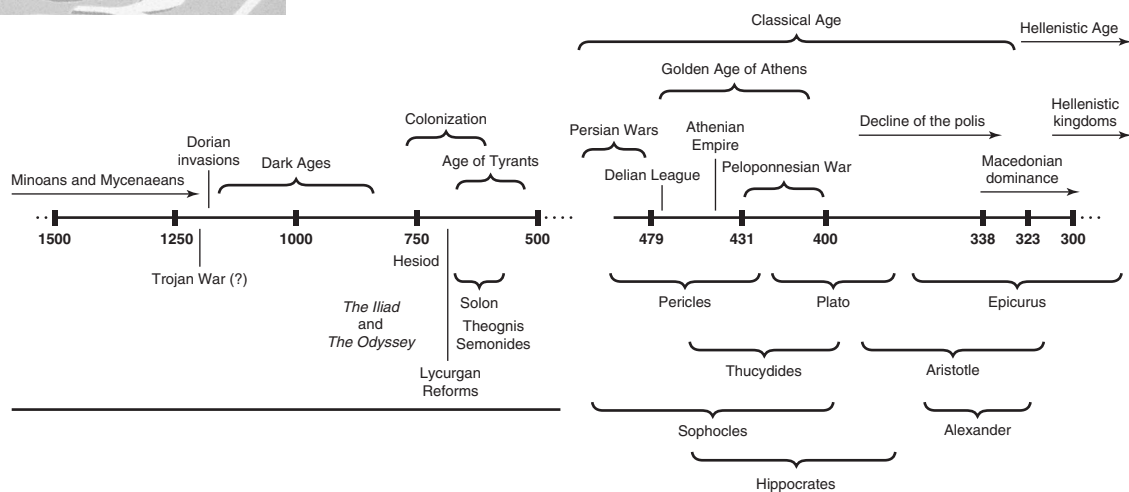 Classical Age
Hellenistic Age
Golden Age of Athens
Hellenistic
kingdoms
Colonization
Persian Wars
Athenian
Empire
Decline of the polis
Dorian
invasions
Dark Ages
Age of Tyrants
Minoans and Mycenaeans
Delian League
Peloponnesian War
Macedonian
dominance
1500 1250 1000 750 500 479 431 400 338 323 300
Trojan War (?)
Hesiod
The Iliad
and
The Odyssey
Solon
Theognis
Semonides
Lycurgan
Reforms
Pericles
Plato
Epicurus
Thucydides
Aristotle
Sophocles
Alexander
Hippocrates